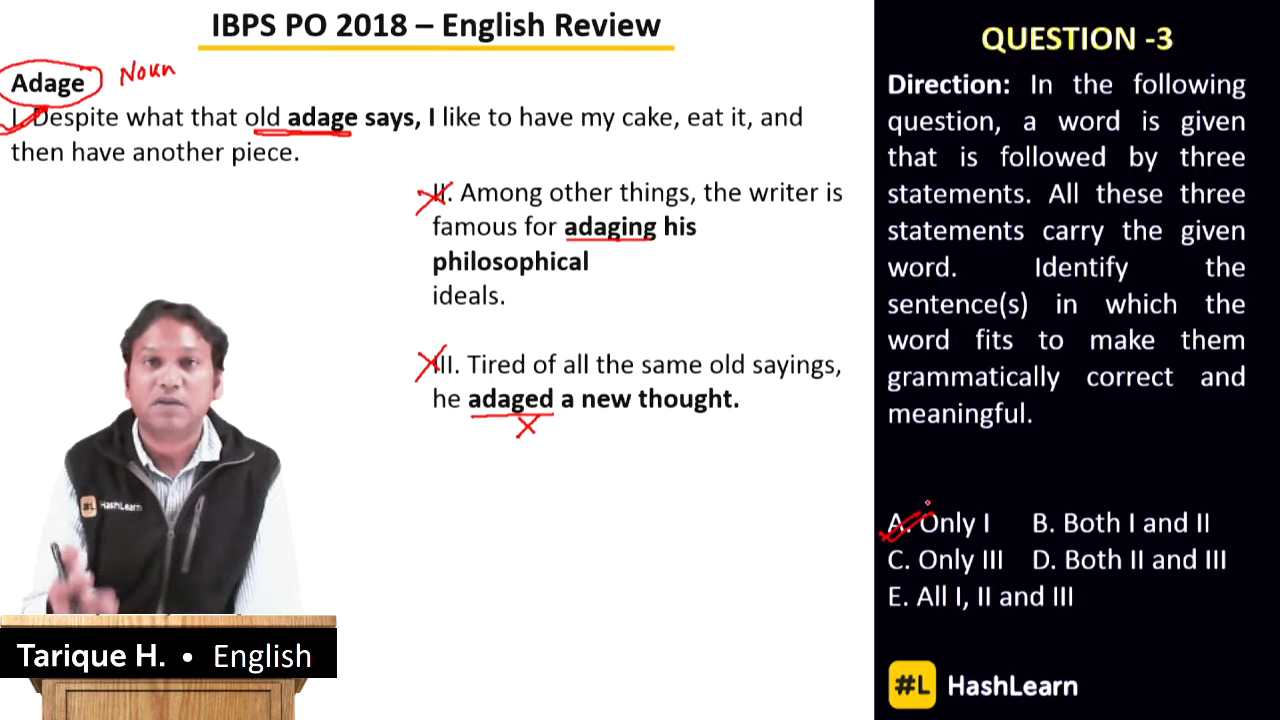 IBPS PO 2018 – English Review
Adage
Noun
I. Despite what that old adage says, I like to have my cake, eat it, and
then have another piece.
II. Among other things, the writer is
famous for adaging his
philosophical
ideals.
III. Tired of all the same old sayings,
he adaged a new thought.
#L HashLearn
Tarique H. • English
QUESTION -3
Direction: In the following
question, a word is given
that is followed by three
statements. All these three
statements carry the given
word. Identify the
sentence(s) in which the
word fits to make them
grammatically correct and
meaningful.
A. Only I B. Both I and II
C. Only III D. Both II and III
E. All I, II and III
#L HashLearn